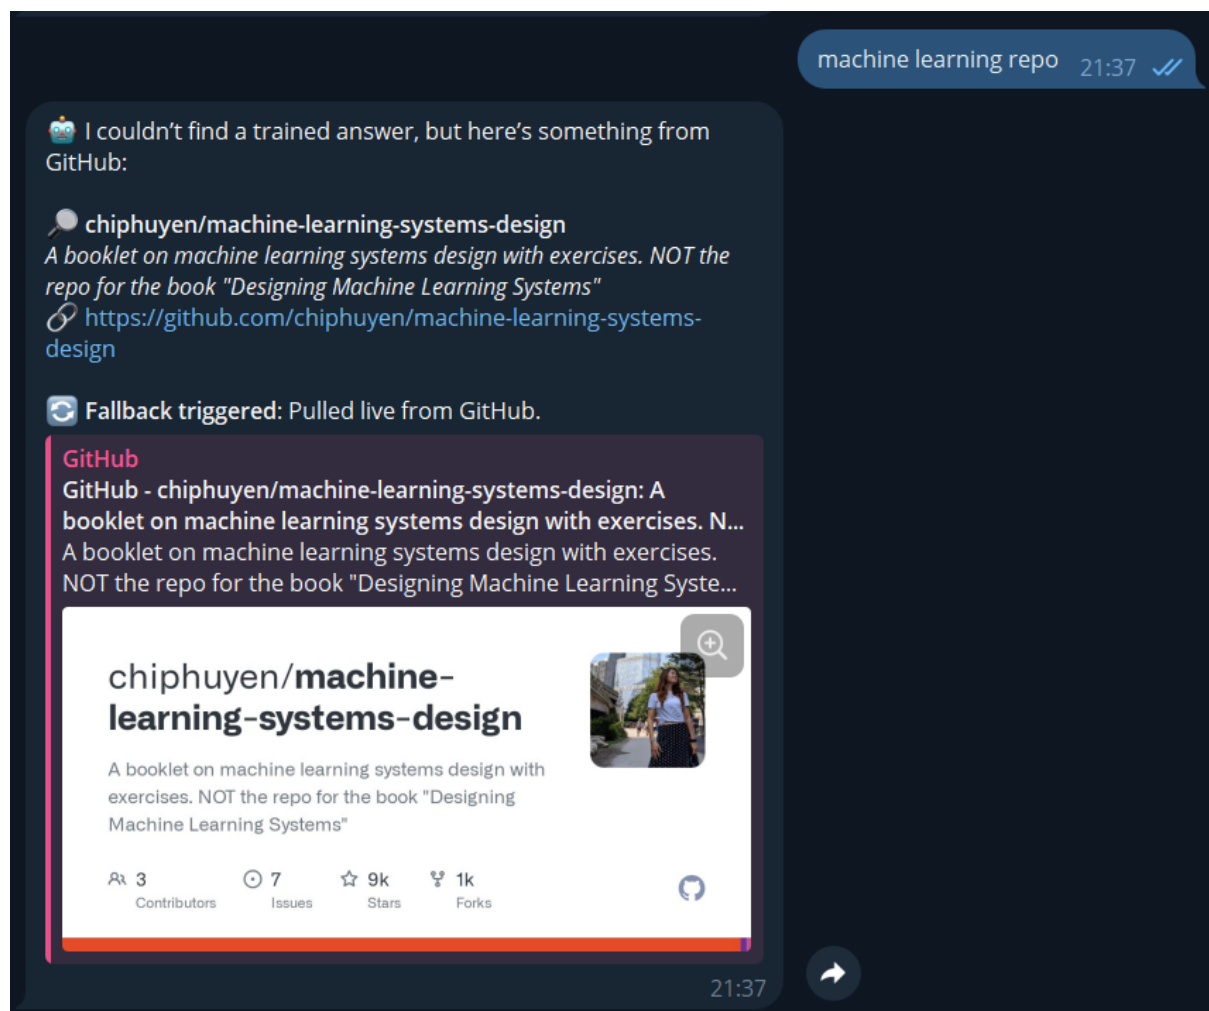 machine learning repo 21:37
🤖 I couldn’t find a trained answer, but here’s something from
GitHub:
🔎 chiphuyen/machine-learning-systems-design
A booklet on machine learning systems design with exercises. NOT the
repo for the book "Designing Machine Learning Systems"
🔗 https://github.com/chiphuyen/machine-learning-systems-
design
🔄 Fallback triggered: Pulled live from GitHub.
GitHub
GitHub - chiphuyen/machine-learning-systems-design: A
booklet on machine learning systems design with exercises. N...
A booklet on machine learning systems design with exercises.
NOT the repo for the book "Designing Machine Learning Syste...
chiphuyen/machine-
learning-systems-design
A booklet on machine learning systems design with
exercises. NOT the repo for the book "Designing
Machine Learning Systems"
3 7 9k 1k
Contributors Issues Stars Forks
21:37